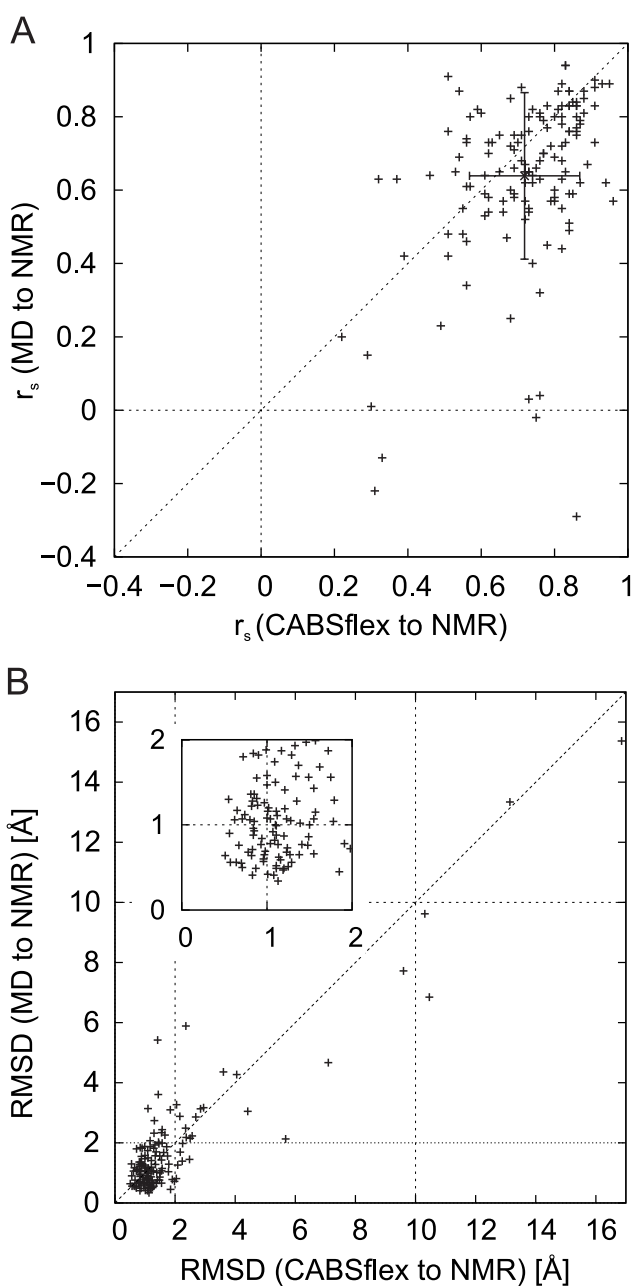 A
1
0.8
0.6
0.4
0.2
0
−0.2
−0.4
rs (MD to NMR)
−0.4 −0.2 0 0.2 0.4 0.6 0.8 1
rs (CABSflex to NMR)
B
16
14
12
10
8
6
4
2
0
RMSD (MD to NMR) [Å]
2
1
0
0 1 2
0 2 4 6 8 10 12 14 16
RMSD (CABSflex to NMR) [Å]